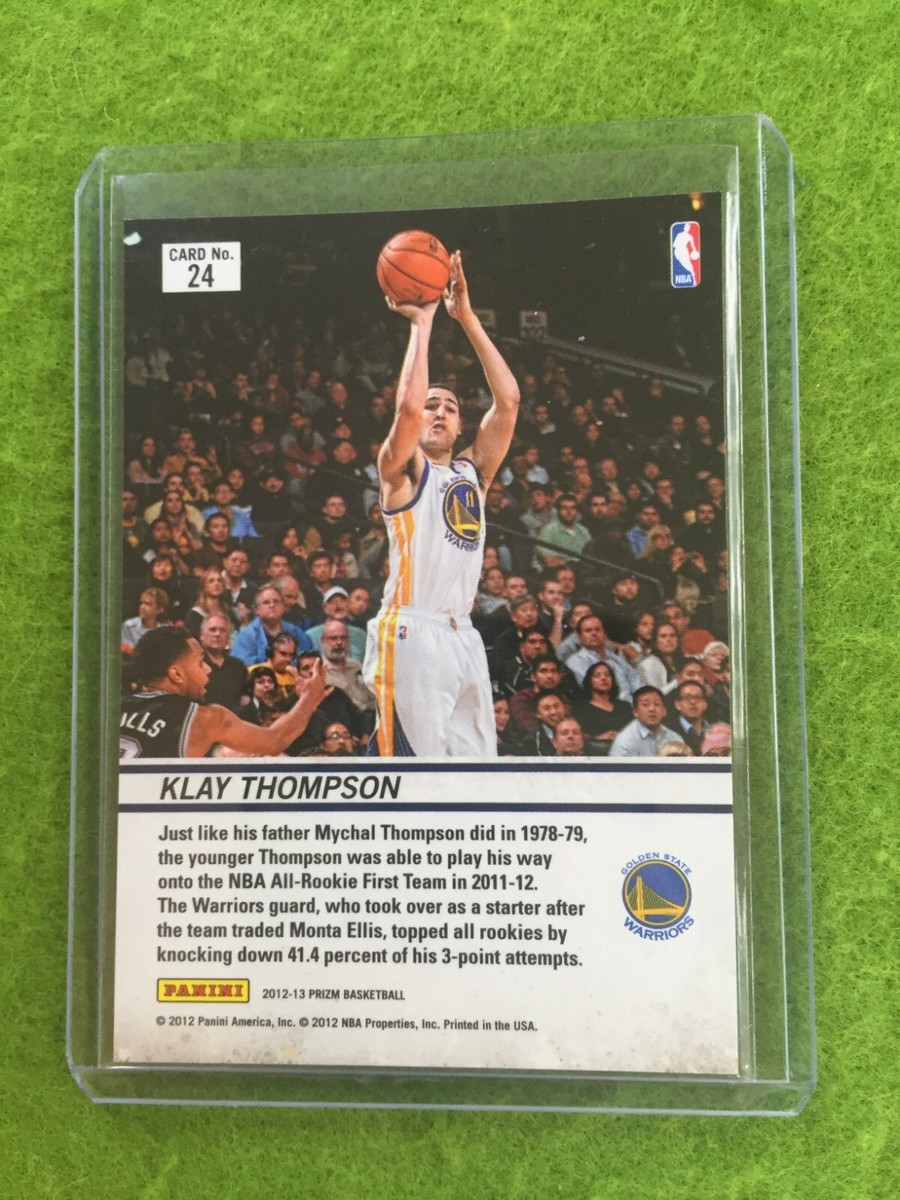 CARD No.
24
NBA
GOLDEN STATE
11
WARRIORS
ILLS
KLAY THOMPSON
Just like his father Mychal Thompson did in 1978-79,
the younger Thompson was able to play his way
onto the NBA All-Rookie First Team in 2011-12.
The Warriors guard, who took over as a starter after
the team traded Monta Ellis, topped all rookies by
knocking down 41.4 percent of his 3-point attempts.
GOLDEN STATE
WARRIORS
PANINI 2012-13 PRIZM BASKETBALL
© 2012 Panini America, Inc. © 2012 NBA Properties, Inc. Printed in the USA.